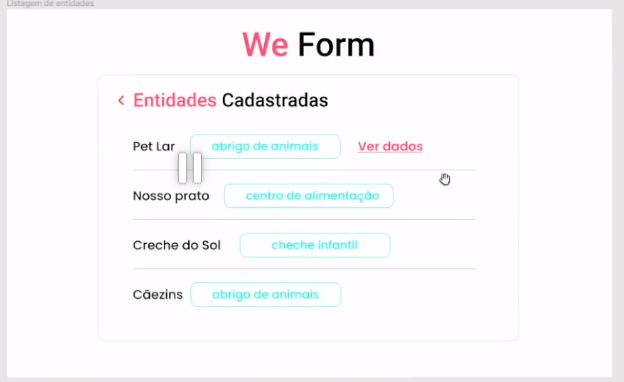 Listagem de entidades
We Form
< Entidades Cadastradas
Pet Lar abrigo de animais Ver dados
Nosso prato centro de alimentação
Creche do Sol cheche infantil
Cãezins abrigo de animais